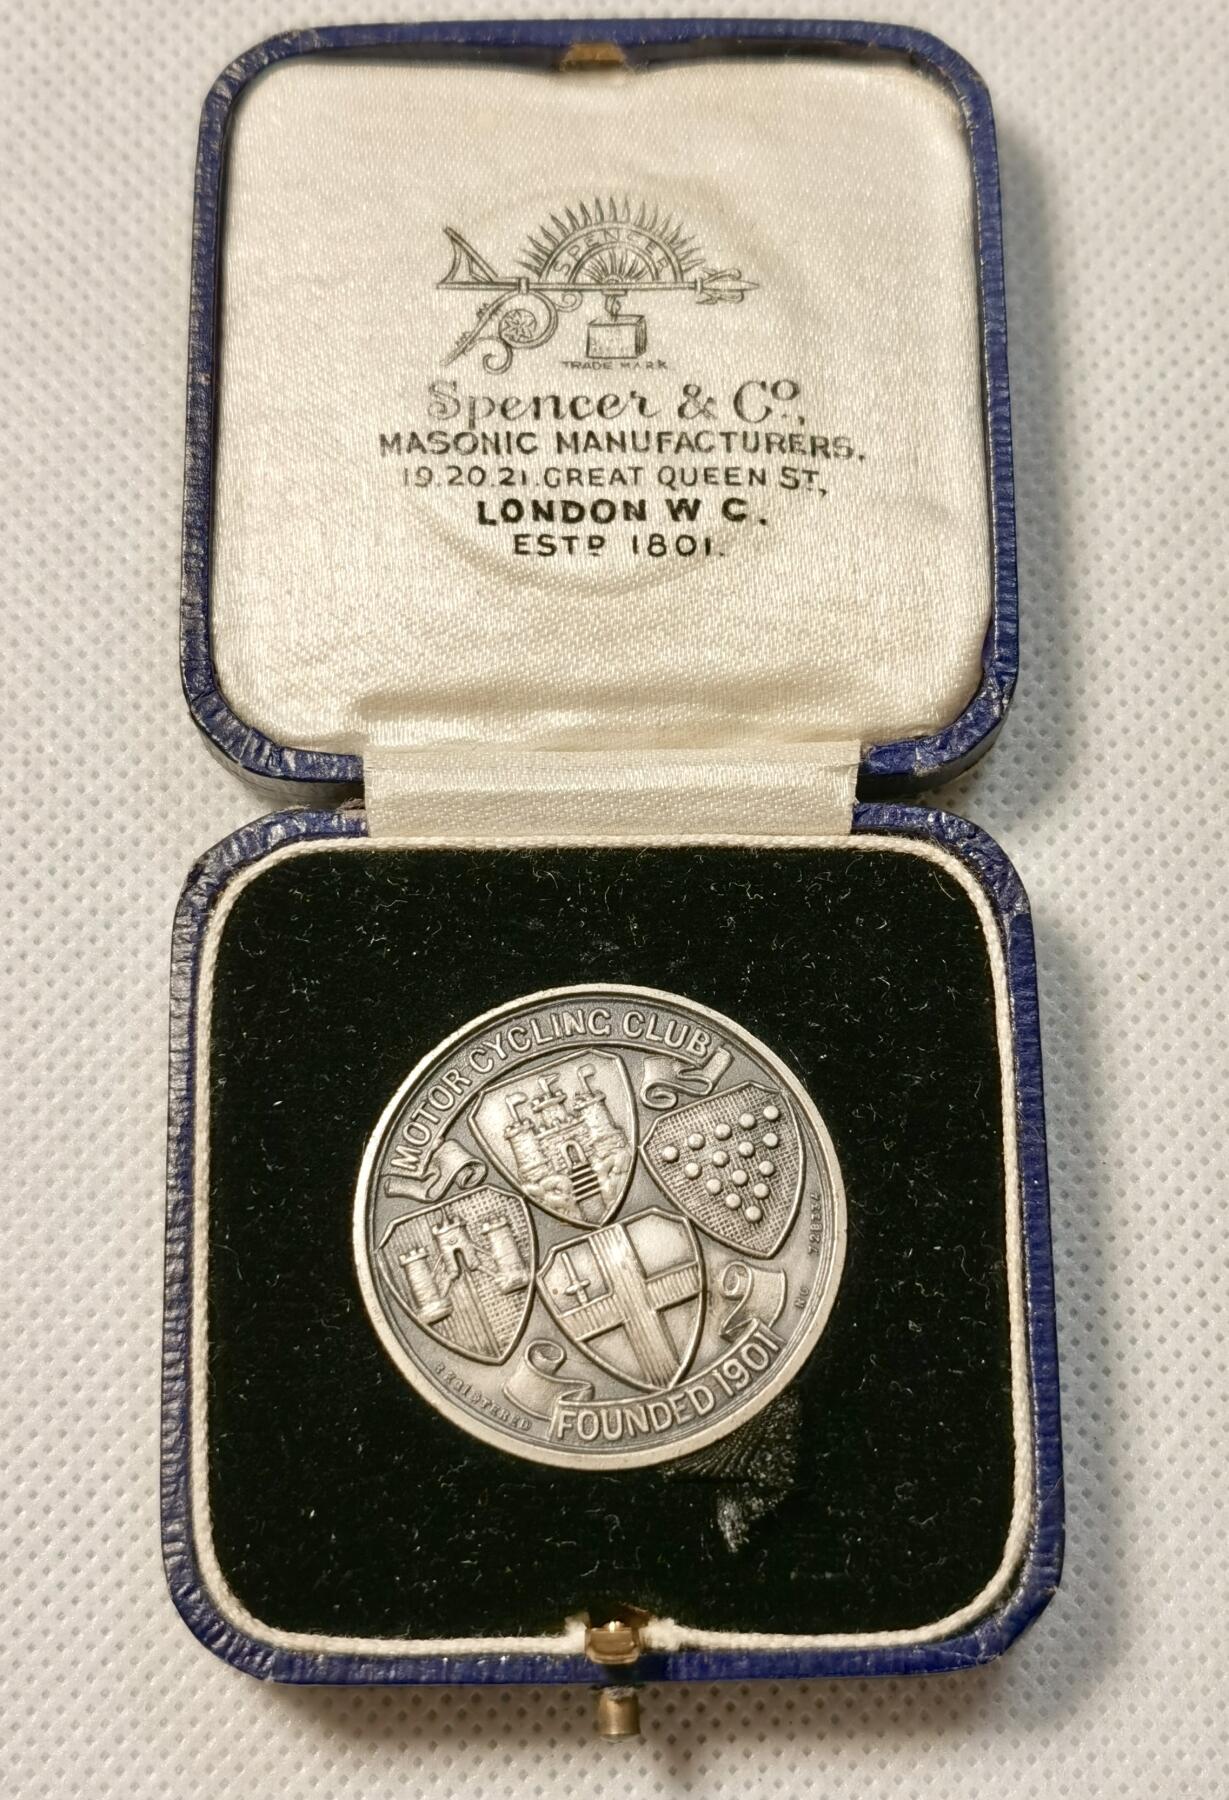 SPENCER
TRADE MARK
Spencer & Cº.,
MASONIC MANUFACTURERS.
19.20.21.GREAT QUEEN ST,
LONDON W C.
ESTD 1801.
MOTOR CYCLING CLUB
REGISTERED
FOUNDED 1901